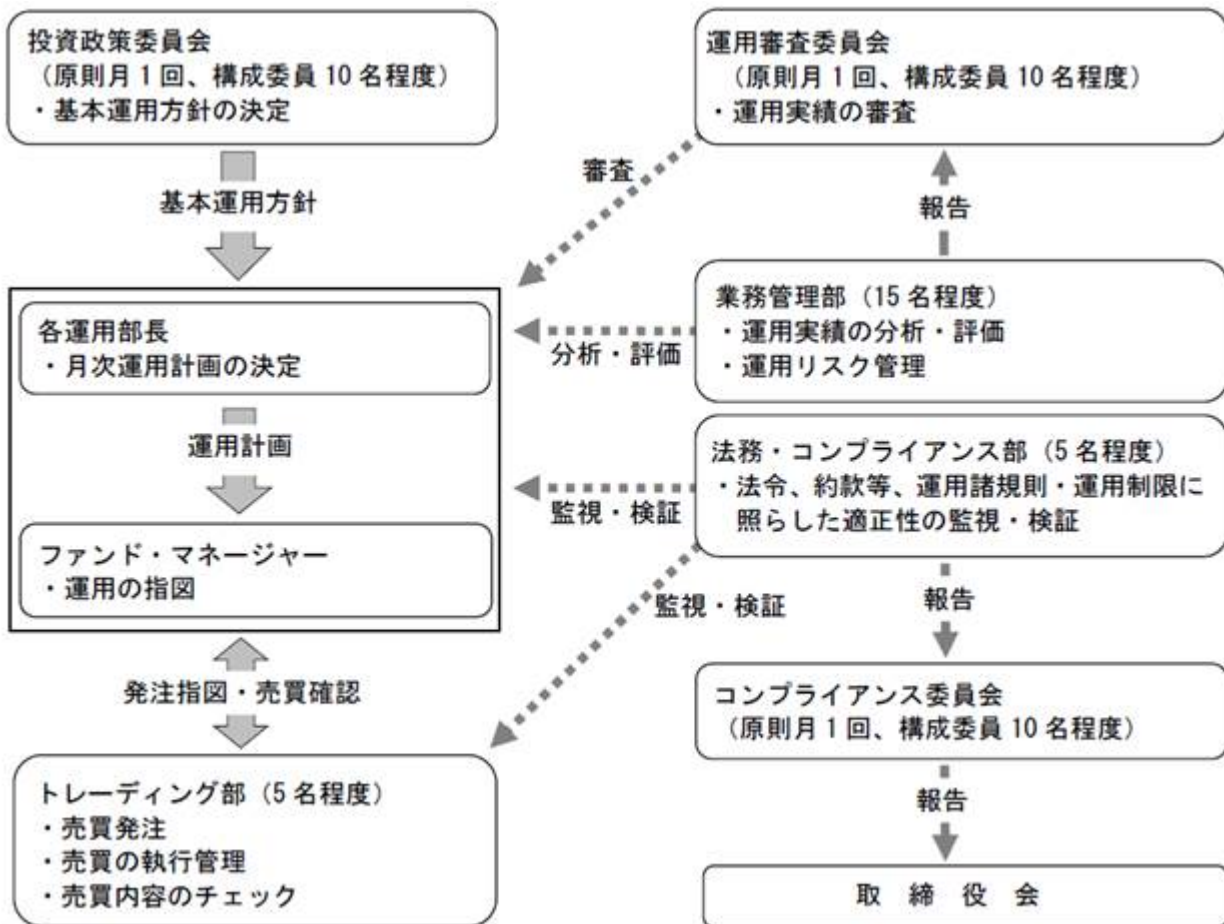 投資政策委員会
（原則月1回、構成委員10名程度）
・基本運用方針の決定
基本運用方針
各運用部長
・月次運用計画の決定
運用計画
ファンド・マネージャー
・運用の指図
発注指図・売買確認
トレーディング部（5名程度）
・売買発注
・売買の執行管理
・売買内容のチェック
運用審査委員会
（原則月1回、構成委員10名程度）
・運用実績の審査
審査
報告
業務管理部（15名程度）
・運用実績の分析・評価
・運用リスク管理
分析・評価
法務・コンプライアンス部（5名程度）
・法令、約款等、運用諸規則・運用制限に
照らした適正性の監視・検証
監視・検証
監視・検証
報告
コンプライアンス委員会
（原則月1回、構成委員10名程度）
報告
取締役会